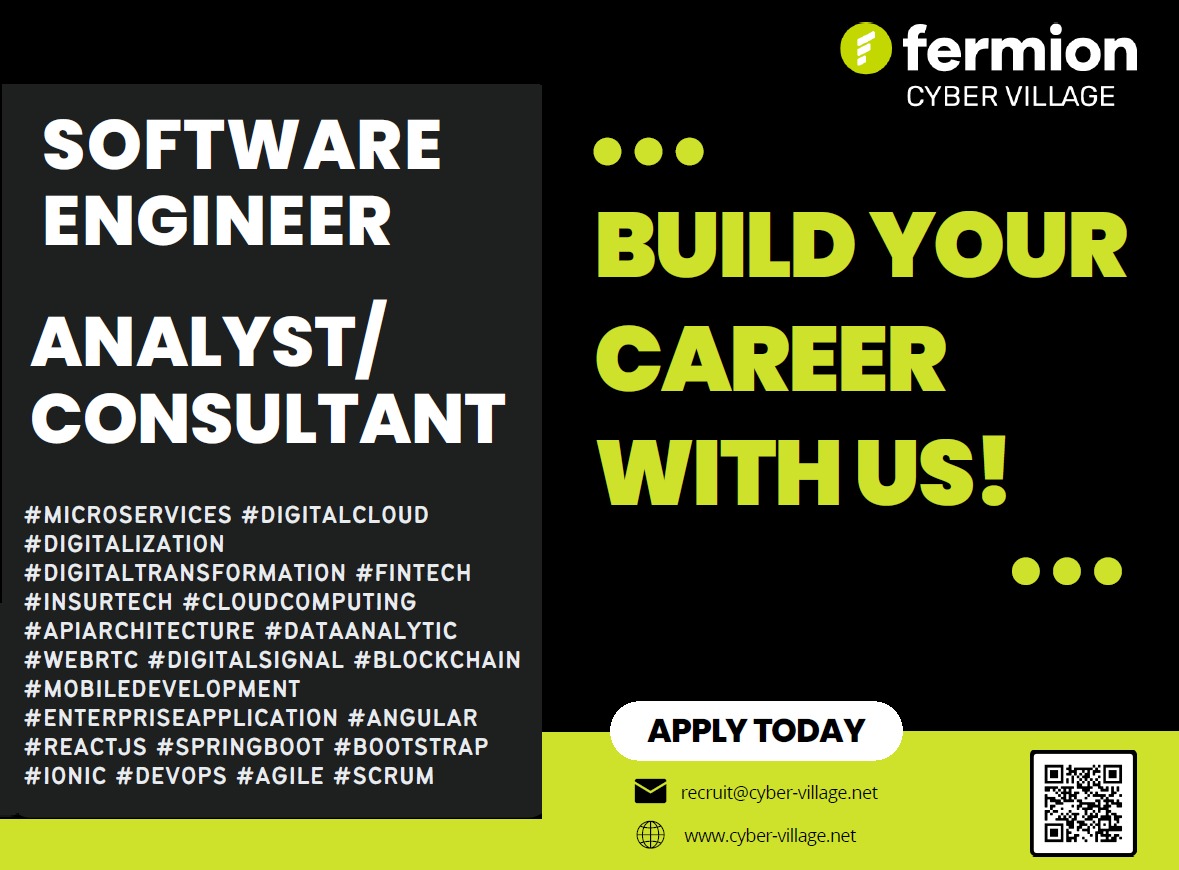 fermion
CYBER VILLAGE
SOFTWARE
ENGINEER
ANALYST/
CONSULTANT
#MICROSERVICES #DIGITALCLOUD
#DIGITALIZATION
#DIGITALTRANSFORMATION #FINTECH
#INSURTECH #CLOUDCOMPUTING
#APIARCHITECTURE #DATAANALYTIC
#WEBRTC #DIGITALSIGNAL #BLOCKCHAIN
#MOBILEDEVELOPMENT
#ENTERPRISEAPPLICATION #ANGULAR
#REACTJS #SPRINGBOOT #BOOTSTRAP
#IONIC #DEVOPS #AGILE #SCRUM
BUILD YOUR
CAREER
WITH US!
APPLY TODAY
recruit@cyber-village.net
www.cyber-village.net